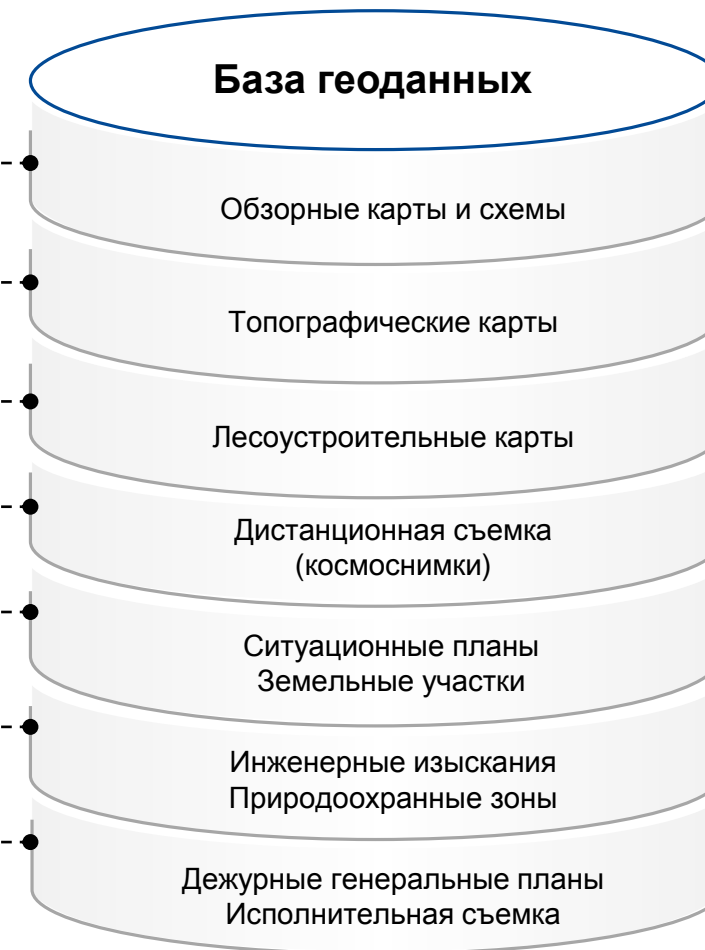 База геоданных
Обзорные карты и схемы
Топографические карты
Лесоустроительные карты
Дистанционная съемка
(космоснимки)
Ситуационные планы
Земельные участки
Инженерные изыскания
Природоохранные зоны
Дежурные генеральные планы
Исполнительная съемка